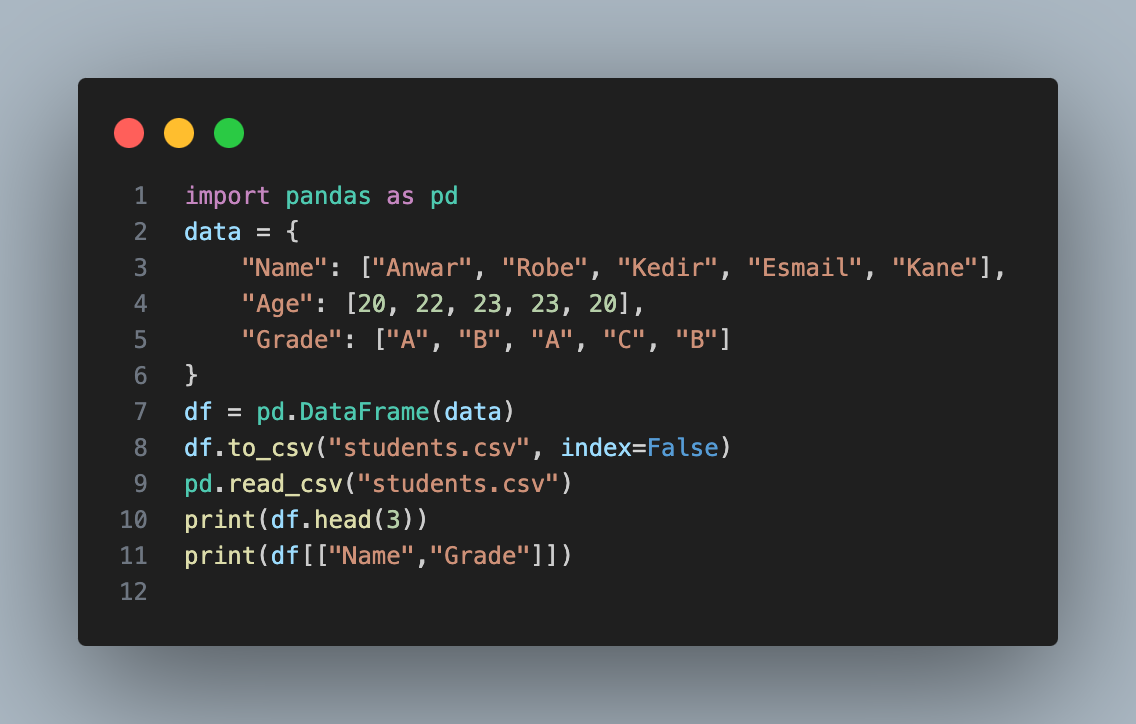 1 import pandas as pd
2 data = {
3     "Name": ["Anwar", "Robe", "Kedir", "Esmail", "Kane"],
4     "Age": [20, 22, 23, 23, 20],
5     "Grade": ["A", "B", "A", "C", "B"]
6 }
7 df = pd.DataFrame(data)
8 df.to_csv("students.csv", index=False)
9 pd.read_csv("students.csv")
10 print(df.head(3))
11 print(df[["Name","Grade"]])
12